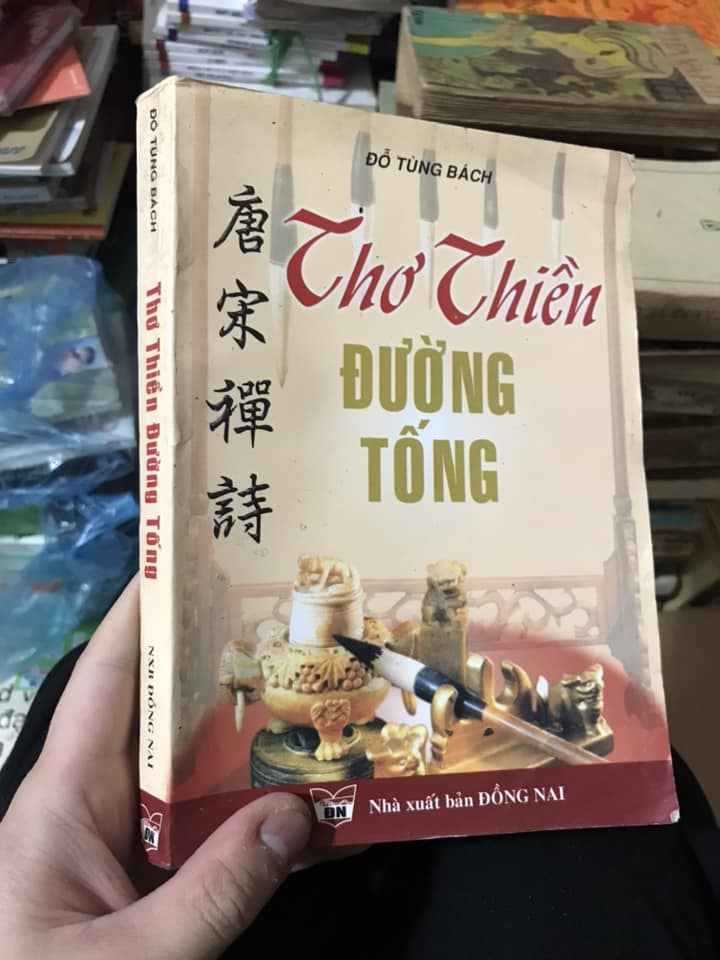 ĐỖ TÙNG BÁCH
Thơ Thiền
ĐƯỜNG
TỐNG
唐宋禪詩
ĐN
Nhà xuất bản ĐỒNG NAI
ĐỖ TÙNG BÁCH
Thơ Thiền Đường Tống
NXB ĐỒNG NAI
ĐN